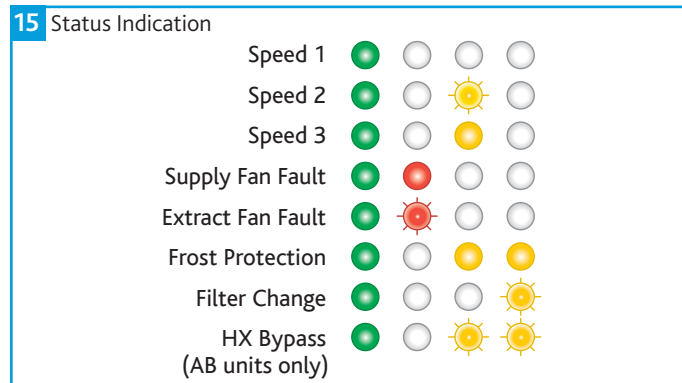 15 Status Indication
Speed 1
Speed 2
Speed 3
Supply Fan Fault
Extract Fan Fault
Frost Protection
Filter Change
HX Bypass
(AB units only)